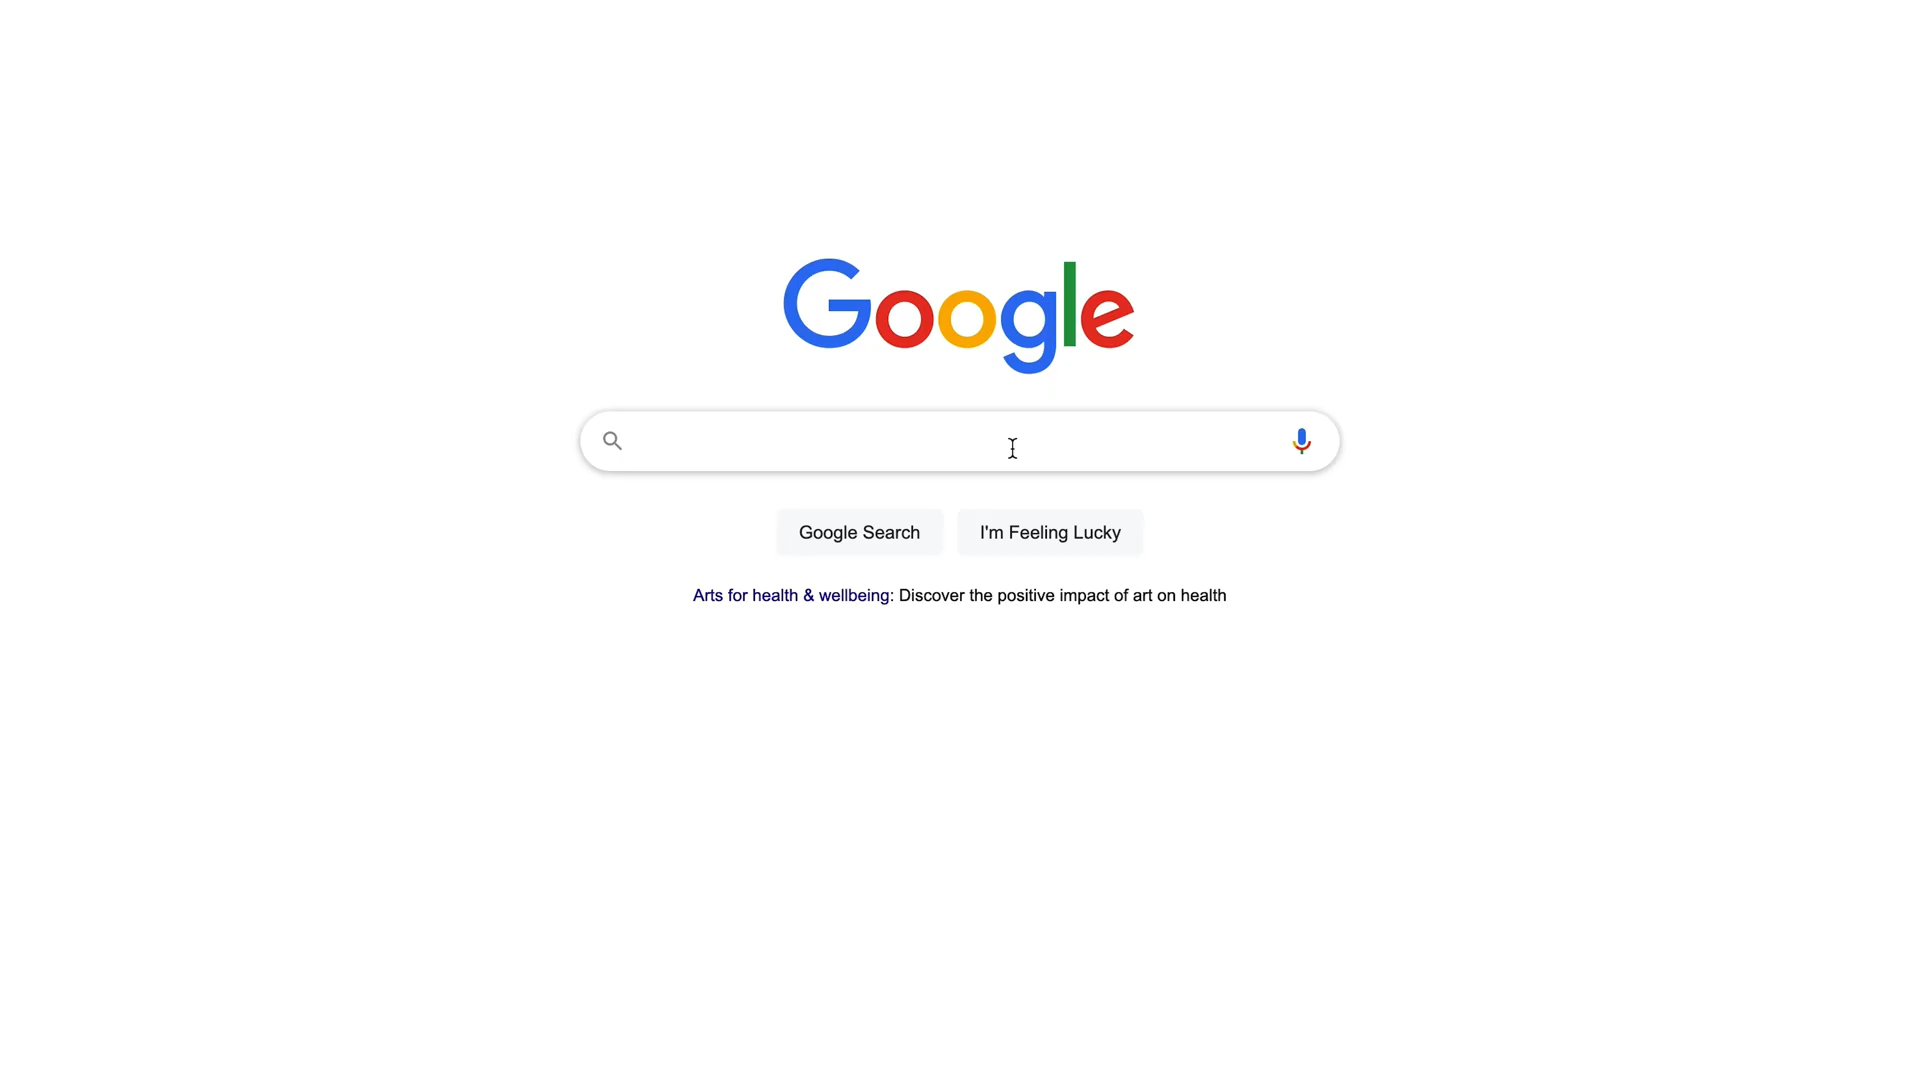 Google
Google Search
I'm Feeling Lucky
Arts for health & wellbeing: Discover the positive impact of art on health